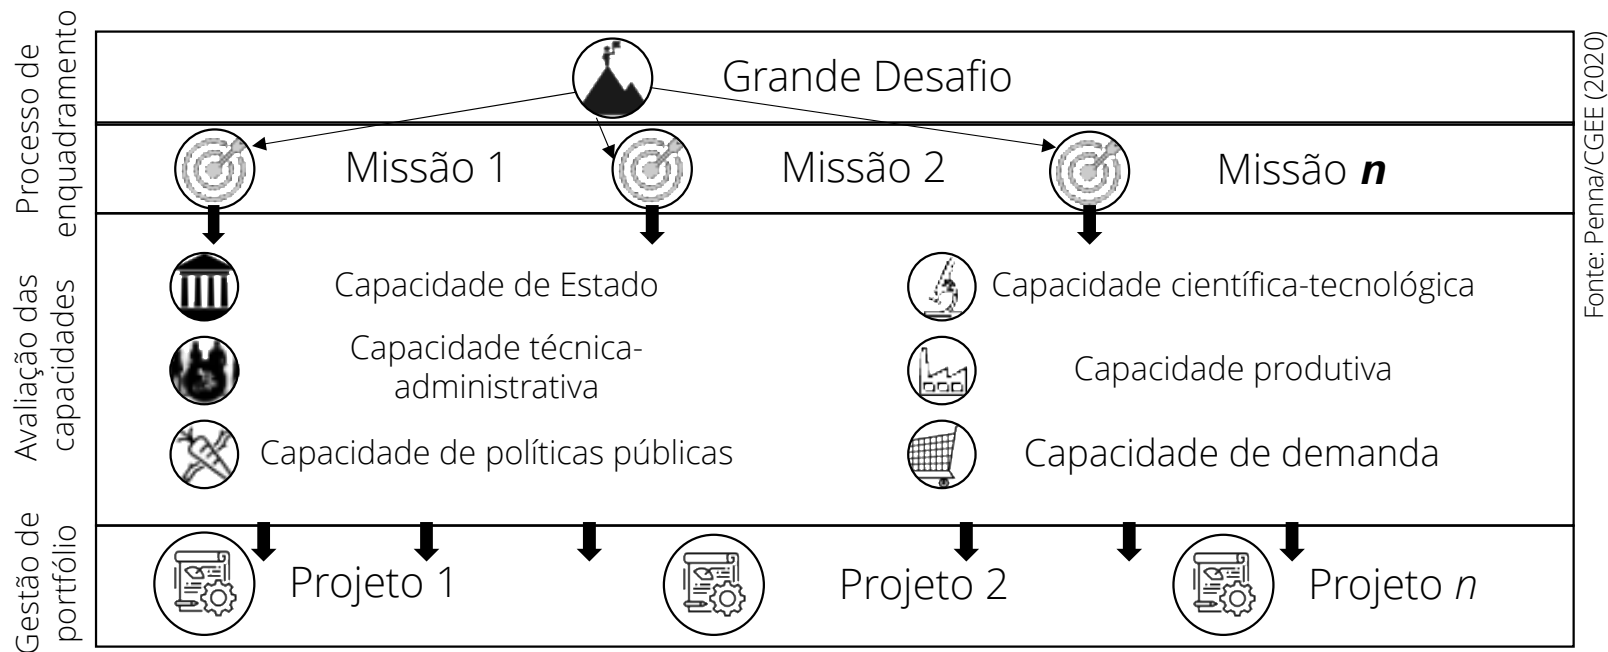 Processo de
enquadramento
Grande Desafio
Missão 1
Missão 2
Missão n
Avaliação das
capacidades
Capacidade de Estado
Capacidade científica-tecnológica
Capacidade técnica-
administrativa
Capacidade produtiva
Capacidade de políticas públicas
Capacidade de demanda
Gestão de
portfólio
Projeto 1
Projeto 2
Projeto n
Fonte: Penna/CGEE (2020)